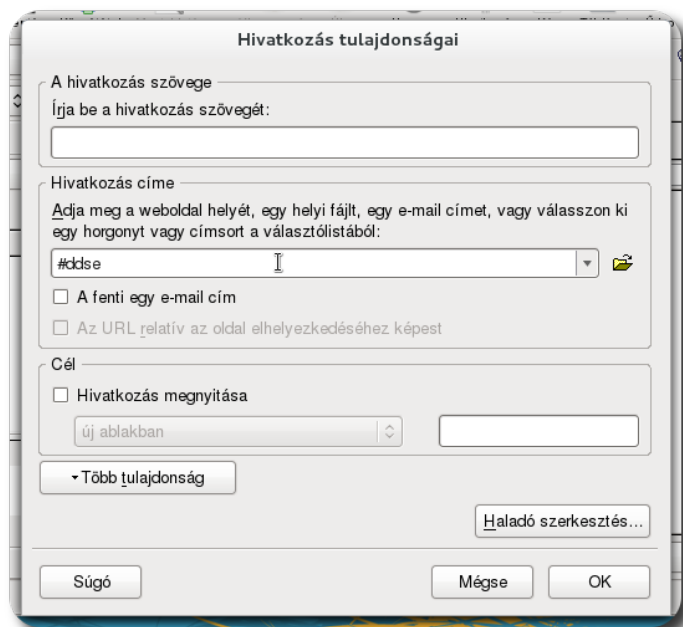 Hivatkozás tulajdonságai
A hivatkozás szövege
Írja be a hivatkozás szövegét:
Hivatkozás címe
Adja meg a weboldal helyét, egy helyi fájlt, egy e-mail címet, vagy válasszon ki
egy horgonyt vagy címsort a választólistából:
#ddse
A fenti egy e-mail cím
Az URL relatív az oldal elhelyezkedéséhez képest
Cél
Hivatkozás megnyitása
új ablakban
Több tulajdonság
Haladó szerkesztés...
Súgó
Mégse
OK